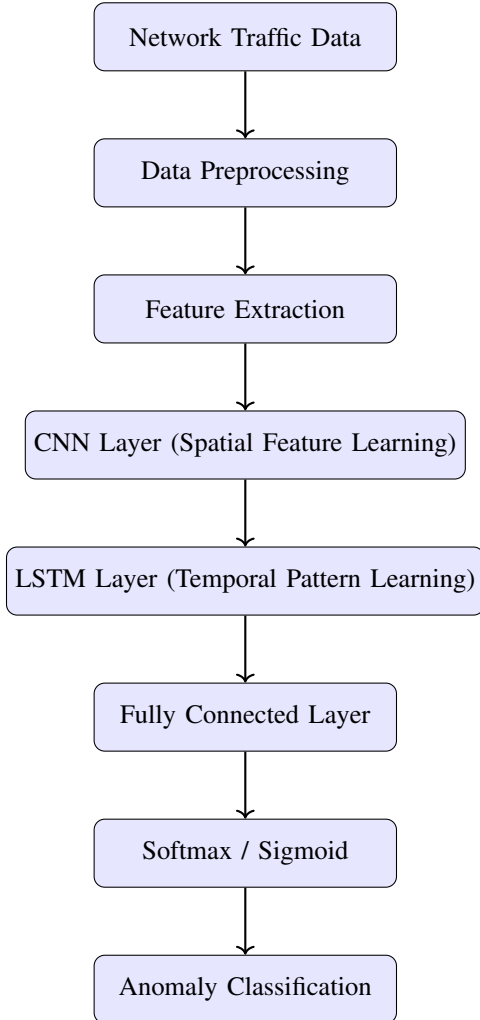 Network Traffic Data
Data Preprocessing
Feature Extraction
CNN Layer (Spatial Feature Learning)
LSTM Layer (Temporal Pattern Learning)
Fully Connected Layer
Softmax / Sigmoid
Anomaly Classification